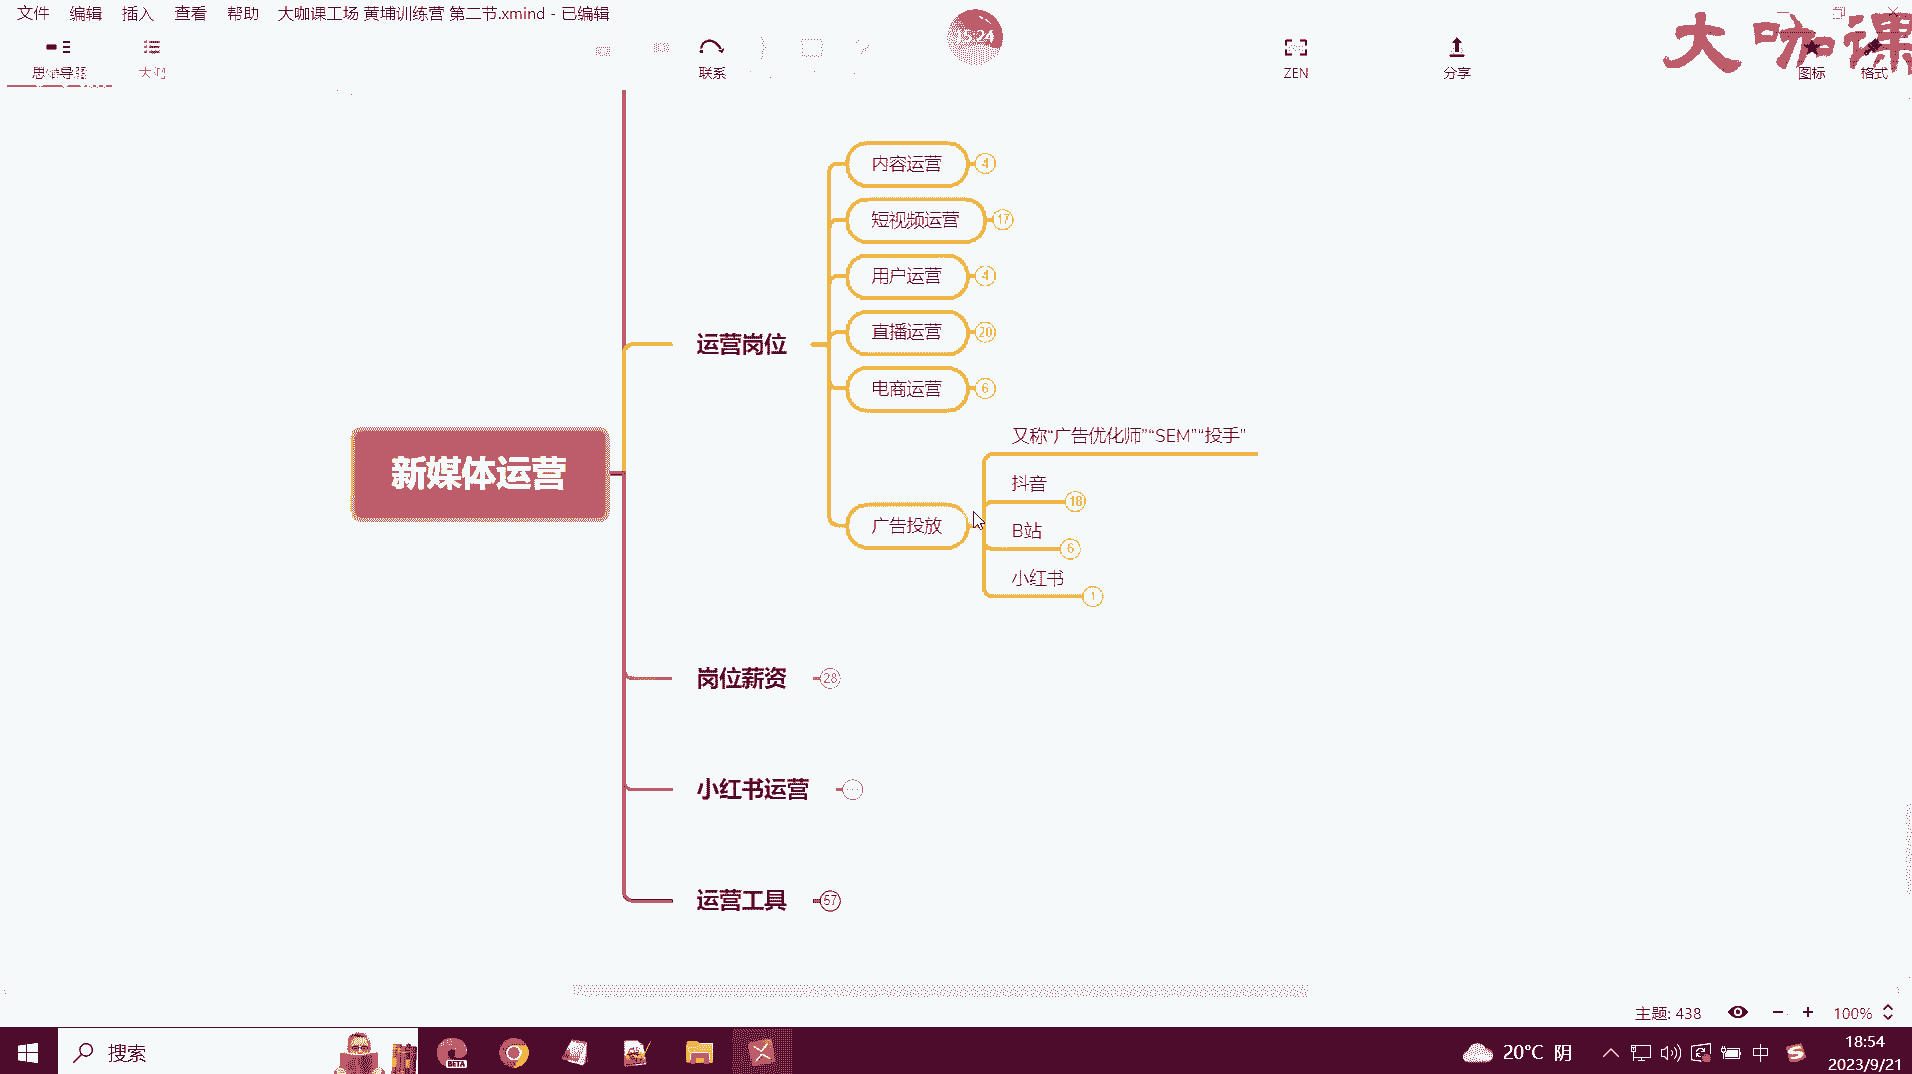 文件 编辑 插入 查看 帮助 大咖课工场 黄埔训练营 第二节.xmind - 已编辑
15:24
大咖课
思维导图 大纲 联系 ZEN 分享 图标 格式
内容运营 4
短视频运营 17
用户运营 4
直播运营 20
运营岗位
电商运营 6
又称“广告优化师”“SEM”“投手”
新媒体运营
抖音 18
广告投放
B站 6
小红书 1
岗位薪资 28
小红书运营 ...
运营工具 57
主题: 438 100%
搜索
BETA
20°C 阴
中
18:54
2023/9/21